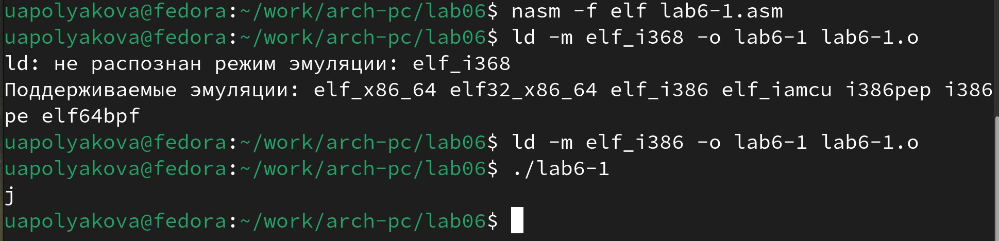 uapolyakova@fedora:~/work/arch-pc/lab06$ nasm -f elf lab6-1.asm
uapolyakova@fedora:~/work/arch-pc/lab06$ ld -m elf_i368 -o lab6-1 lab6-1.o
ld: не распознан режим эмуляции: elf_i368
Поддерживаемые эмуляции: elf_x86_64 elf32_x86_64 elf_i386 elf_iamcu i386pep i386
pe elf64bpf
uapolyakova@fedora:~/work/arch-pc/lab06$ ld -m elf_i386 -o lab6-1 lab6-1.o
uapolyakova@fedora:~/work/arch-pc/lab06$ ./lab6-1
j
uapolyakova@fedora:~/work/arch-pc/lab06$